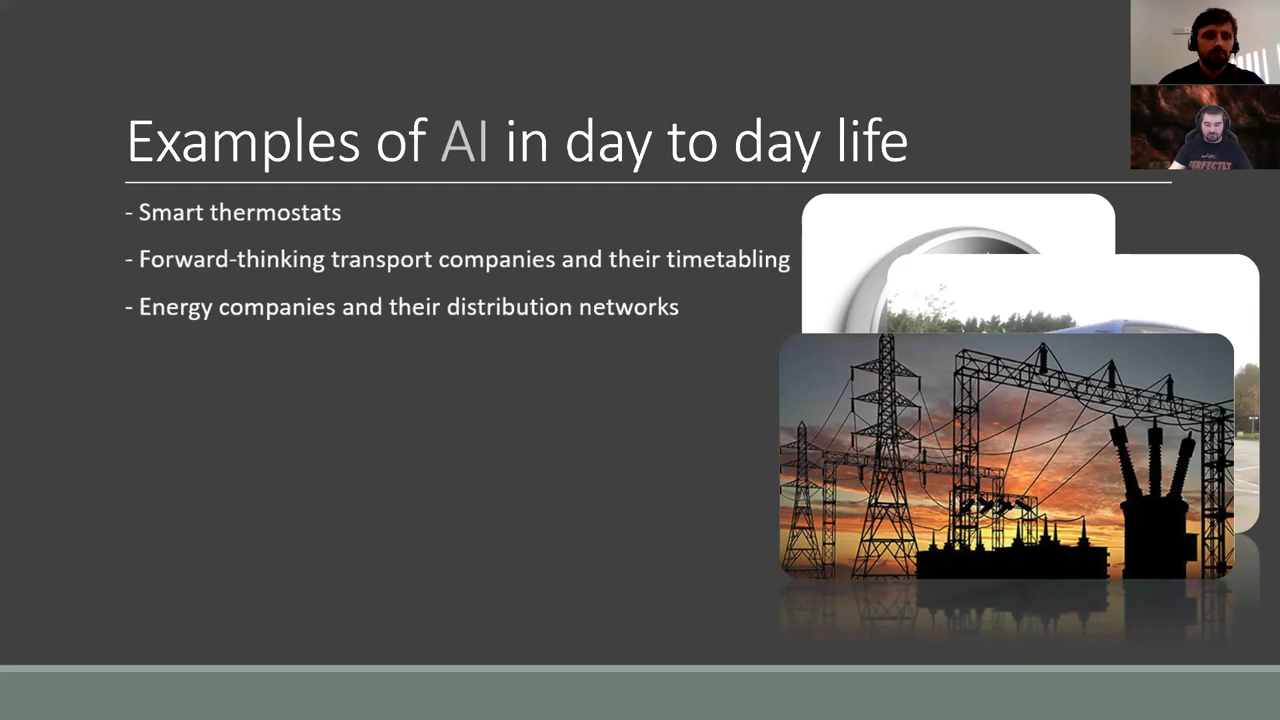 Examples of AI in day to day life
- Smart thermostats
- Forward-thinking transport companies and their timetabling
- Energy companies and their distribution networks
PERFECTLY